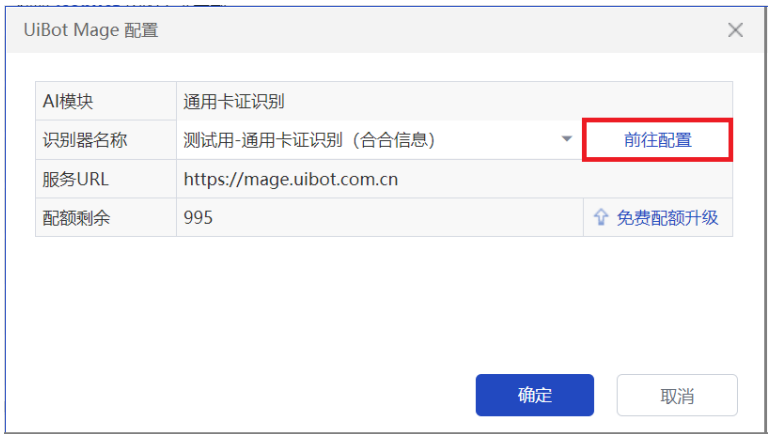 UiBot Mage 配置
AI模块 通用卡证识别
识别器名称 测试用-通用卡证识别（合合信息） 前往配置
服务URL https://mage.uibot.com.cn
配额剩余 995 免费配额升级
确定 取消